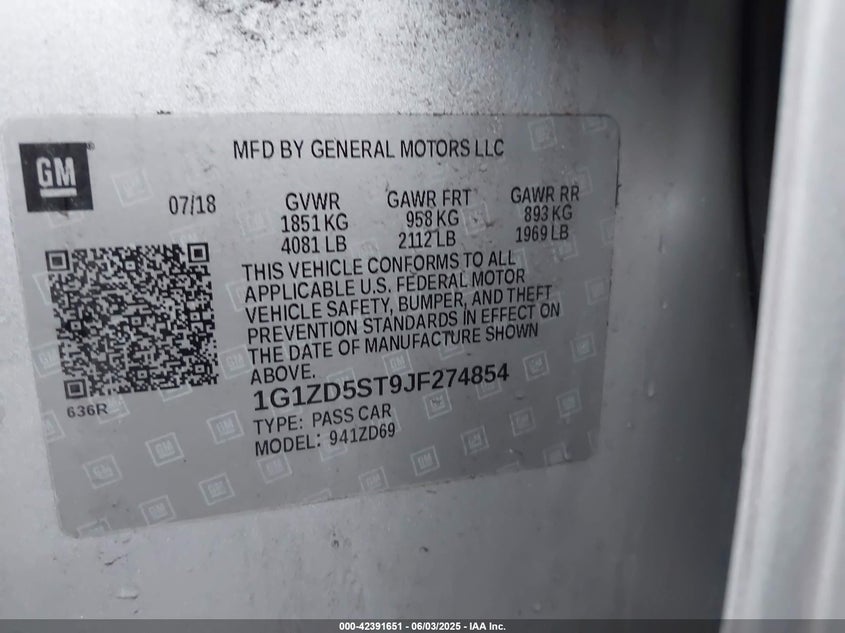 GM
MFD BY GENERAL MOTORS LLC
07/18
GVWR GAWR FRT GAWR RR
1851 KG 958 KG 893 KG
4081 LB 2112 LB 1969 LB
THIS VEHICLE CONFORMS TO ALL
APPLICABLE U.S. FEDERAL MOTOR
VEHICLE SAFETY, BUMPER, AND THEFT
PREVENTION STANDARDS IN EFFECT ON
THE DATE OF MANUFACTURE SHOWN
ABOVE.
1G1ZD5ST9JF274854
TYPE: PASS CAR
MODEL: 941ZD69
636R
000-42391651 - 06/03/2025 - IAA Inc.